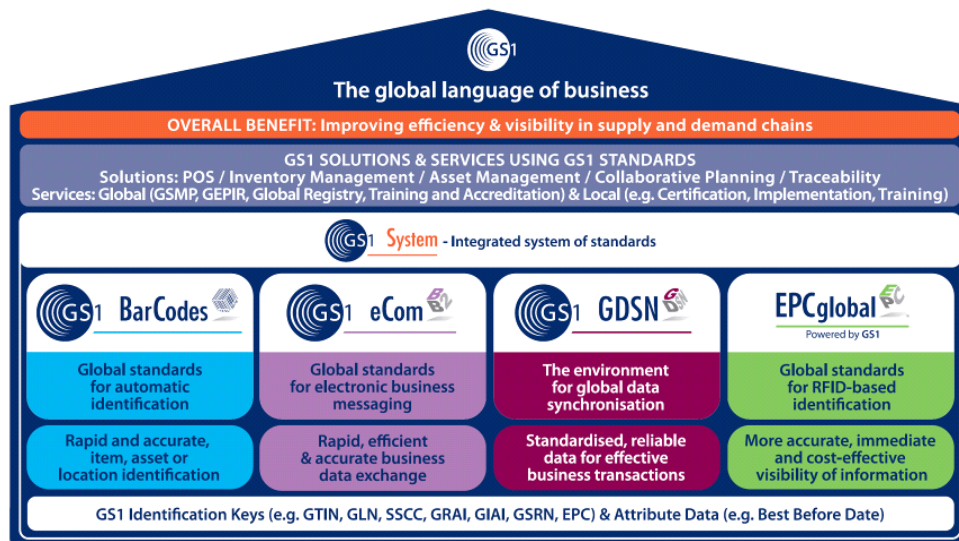 GS1
The global language of business
OVERALL BENEFIT: Improving efficiency & visibility in supply and demand chains
GS1 SOLUTIONS & SERVICES USING GS1 STANDARDS
Solutions: POS / Inventory Management / Asset Management / Collaborative Planning / Traceability
Services: Global (GSMP, GEPIR, Global Registry, Training and Accreditation) & Local (e.g. Certification, Implementation, Training)
GS1 System - Integrated system of standards
GS1 BarCodes
Global standards
for automatic
identification
Rapid and accurate,
item, asset or
location identification
GS1 eCom B2B
Global standards
for electronic business
messaging
Rapid, efficient
& accurate business
data exchange
GS1 GDSN GDSN
The environment
for global data
synchronisation
Standardised, reliable
data for effective
business transactions
EPCglobal EPC
Powered by GS1
Global standards
for RFID-based
identification
More accurate, immediate
and cost-effective
visibility of information
GS1 Identification Keys (e.g. GTIN, GLN, SSCC, GRAI, GIAI, GSRN, EPC) & Attribute Data (e.g. Best Before Date)